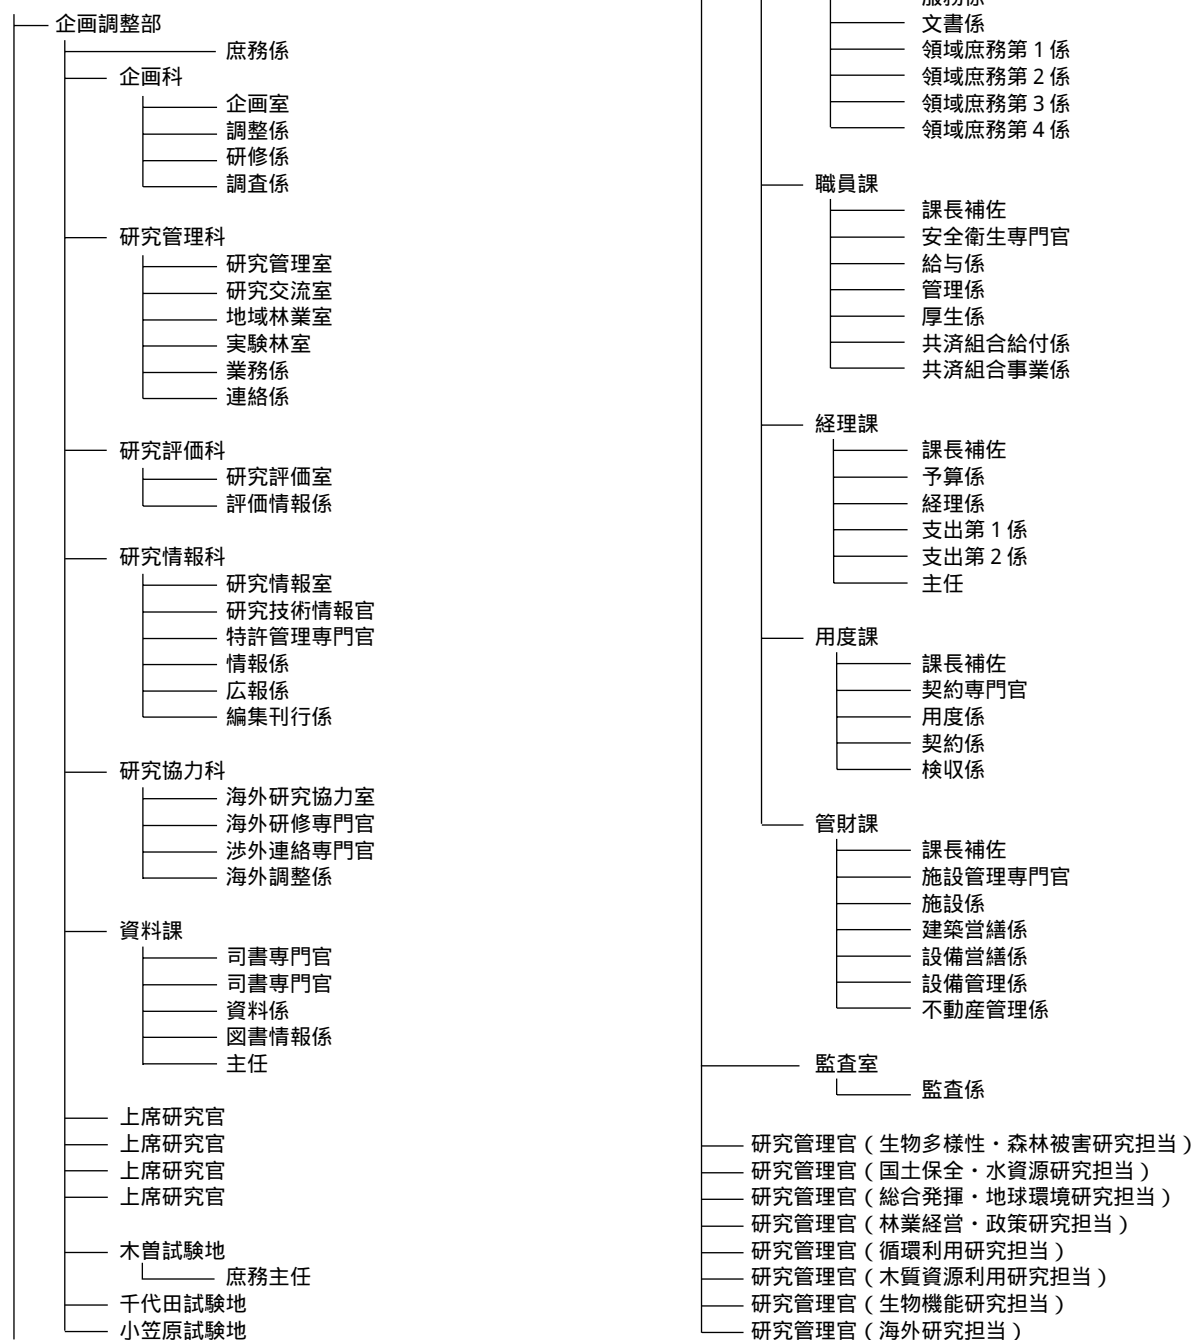 企画調整部
庶務係
企画科
企画室
調整係
研修係
調査係
研究管理科
研究管理室
研究交流室
地域林業室
実験林室
業務係
連絡係
研究評価科
研究評価室
評価情報係
研究情報科
研究情報室
研究技術情報官
特許管理専門官
情報係
広報係
編集刊行係
研究協力科
海外研究協力室
海外研修専門官
渉外連絡専門官
海外調整係
資料課
司書専門官
司書専門官
資料係
図書情報係
主任
上席研究官
上席研究官
上席研究官
上席研究官
木曽試験地
庶務主任
千代田試験地
小笠原試験地
文書係
領域庶務第1係
領域庶務第2係
領域庶務第3係
領域庶務第4係
職員課
課長補佐
安全衛生専門官
給与係
管理係
厚生係
共済組合給付係
共済組合事業係
経理課
課長補佐
予算係
経理係
支出第1係
支出第2係
主任
用度課
課長補佐
契約専門官
用度係
契約係
検収係
管財課
課長補佐
施設管理専門官
施設係
建築営繕係
設備営繕係
設備管理係
不動産管理係
監査室
監査係
研究管理官(生物多様性・森林被害研究担当)
研究管理官(国土保全・水資源研究担当)
研究管理官(総合発揮・地球環境研究担当)
研究管理官(林業経営・政策研究担当)
研究管理官(循環利用研究担当)
研究管理官(木質資源利用研究担当)
研究管理官(生物機能研究担当)
研究管理官(海外研究担当)